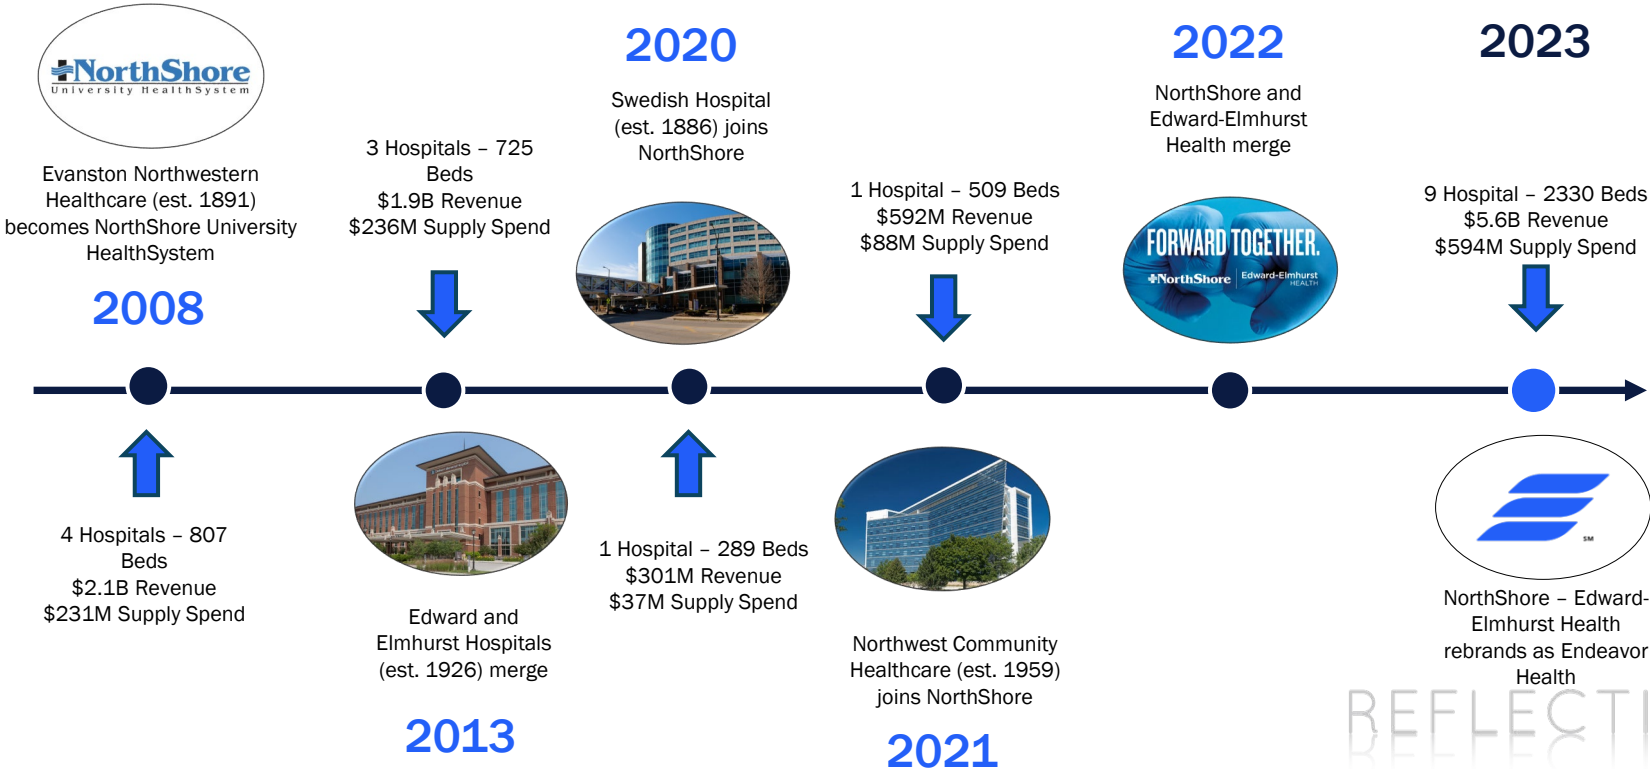 NorthShore
University HealthSystem
Evanston Northwestern
Healthcare (est. 1891)
becomes NorthShore University
HealthSystem
2008
4 Hospitals – 807
Beds
$2.1B Revenue
$231M Supply Spend
3 Hospitals – 725
Beds
$1.9B Revenue
$236M Supply Spend
Edward and
Elmhurst Hospitals
(est. 1926) merge
2013
2020
Swedish Hospital
(est. 1886) joins
NorthShore
1 Hospital – 289 Beds
$301M Revenue
$37M Supply Spend
1 Hospital – 509 Beds
$592M Revenue
$88M Supply Spend
Northwest Community
Healthcare (est. 1959)
joins NorthShore
2021
2022
NorthShore and
Edward-Elmhurst
Health merge
FORWARD TOGETHER.
NorthShore
Edward-Elmhurst
HEALTH
2023
9 Hospital – 2330 Beds
$5.6B Revenue
$594M Supply Spend
SM
NorthShore – Edward-
Elmhurst Health
rebrands as Endeavor
Health
REFLECTI